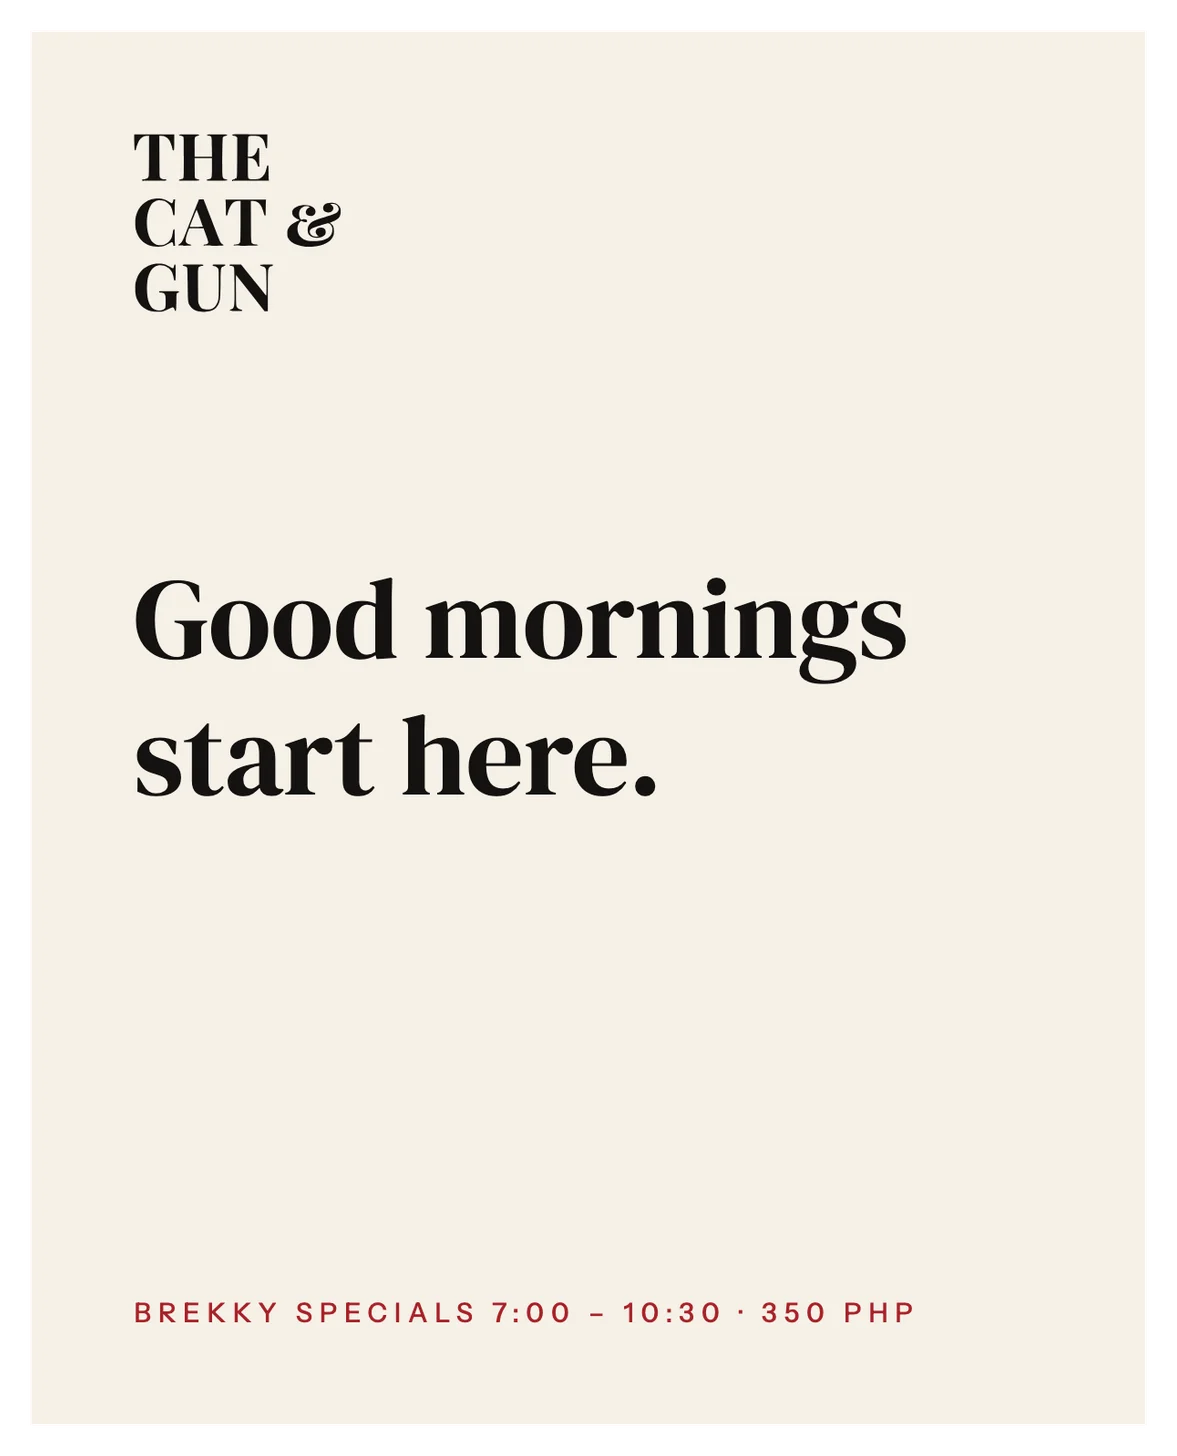 THE
CAT &
GUN
Good mornings
start here.
BREKKY SPECIALS 7:00 – 10:30 · 350 PHP